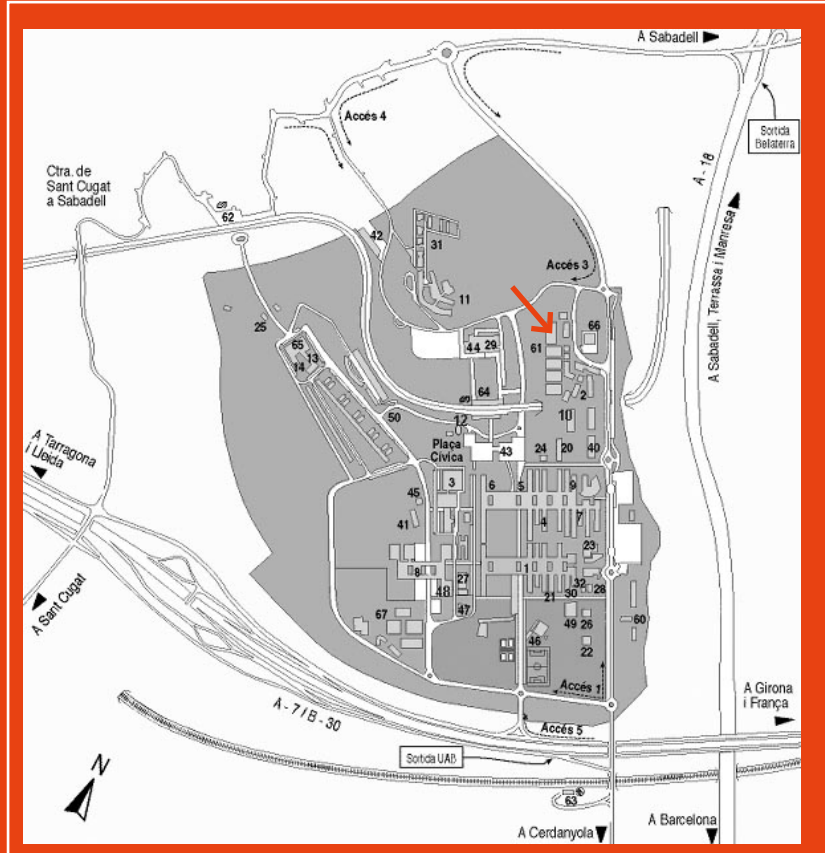 A Sabadell
Accés 4
Sortida
Bellaterra
A - 18
Ctra. de
Sant Cugat
a Sabadell
62
42
31
11
Accés 3
A Sabadell, Terrassa i Manresa
25
65
13
14
44
29
61
66
64
2
50
12
10
Plaça
Cívica
43
24
20
40
A Tarragona
i Lleida
3
6
5
9
45
41
4
7
23
8
27
1
48
47
21
30
32
28
A Sant Cugat
67
49
26
60
46
22
Accés 1
A - 7 / B - 30
Accés 5
A Girona
i França
Sortida UAB
N
63
A Cerdanyola
A Barcelona